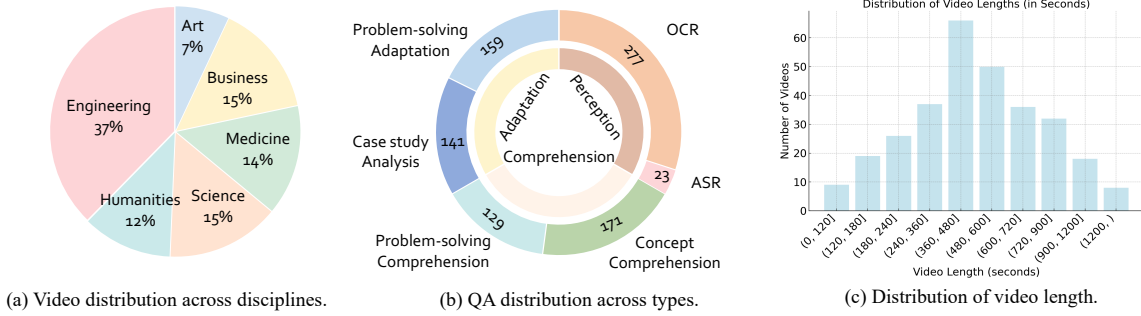 Art
7%
Business
15%
Medicine
14%
Science
15%
Humanities
12%
Engineering
37%
(a) Video distribution across disciplines.
Problem-solving
Adaptation
159
OCR
277
Case study
Analysis
141
Adaptation
Perception
Comprehension
ASR
23
Problem-solving
Comprehension
129
171
Concept
Comprehension
(b) QA distribution across types.
Distribution of Video Lengths (in Seconds)
Number of Videos
60
50
40
30
20
10
0
(0, 120]
(120, 180]
(180, 240]
(240, 360]
(360, 480]
(480, 600]
(600, 720]
(720, 900]
(900, 1200]
(1200, )
Video Length (seconds)
(c) Distribution of video length.